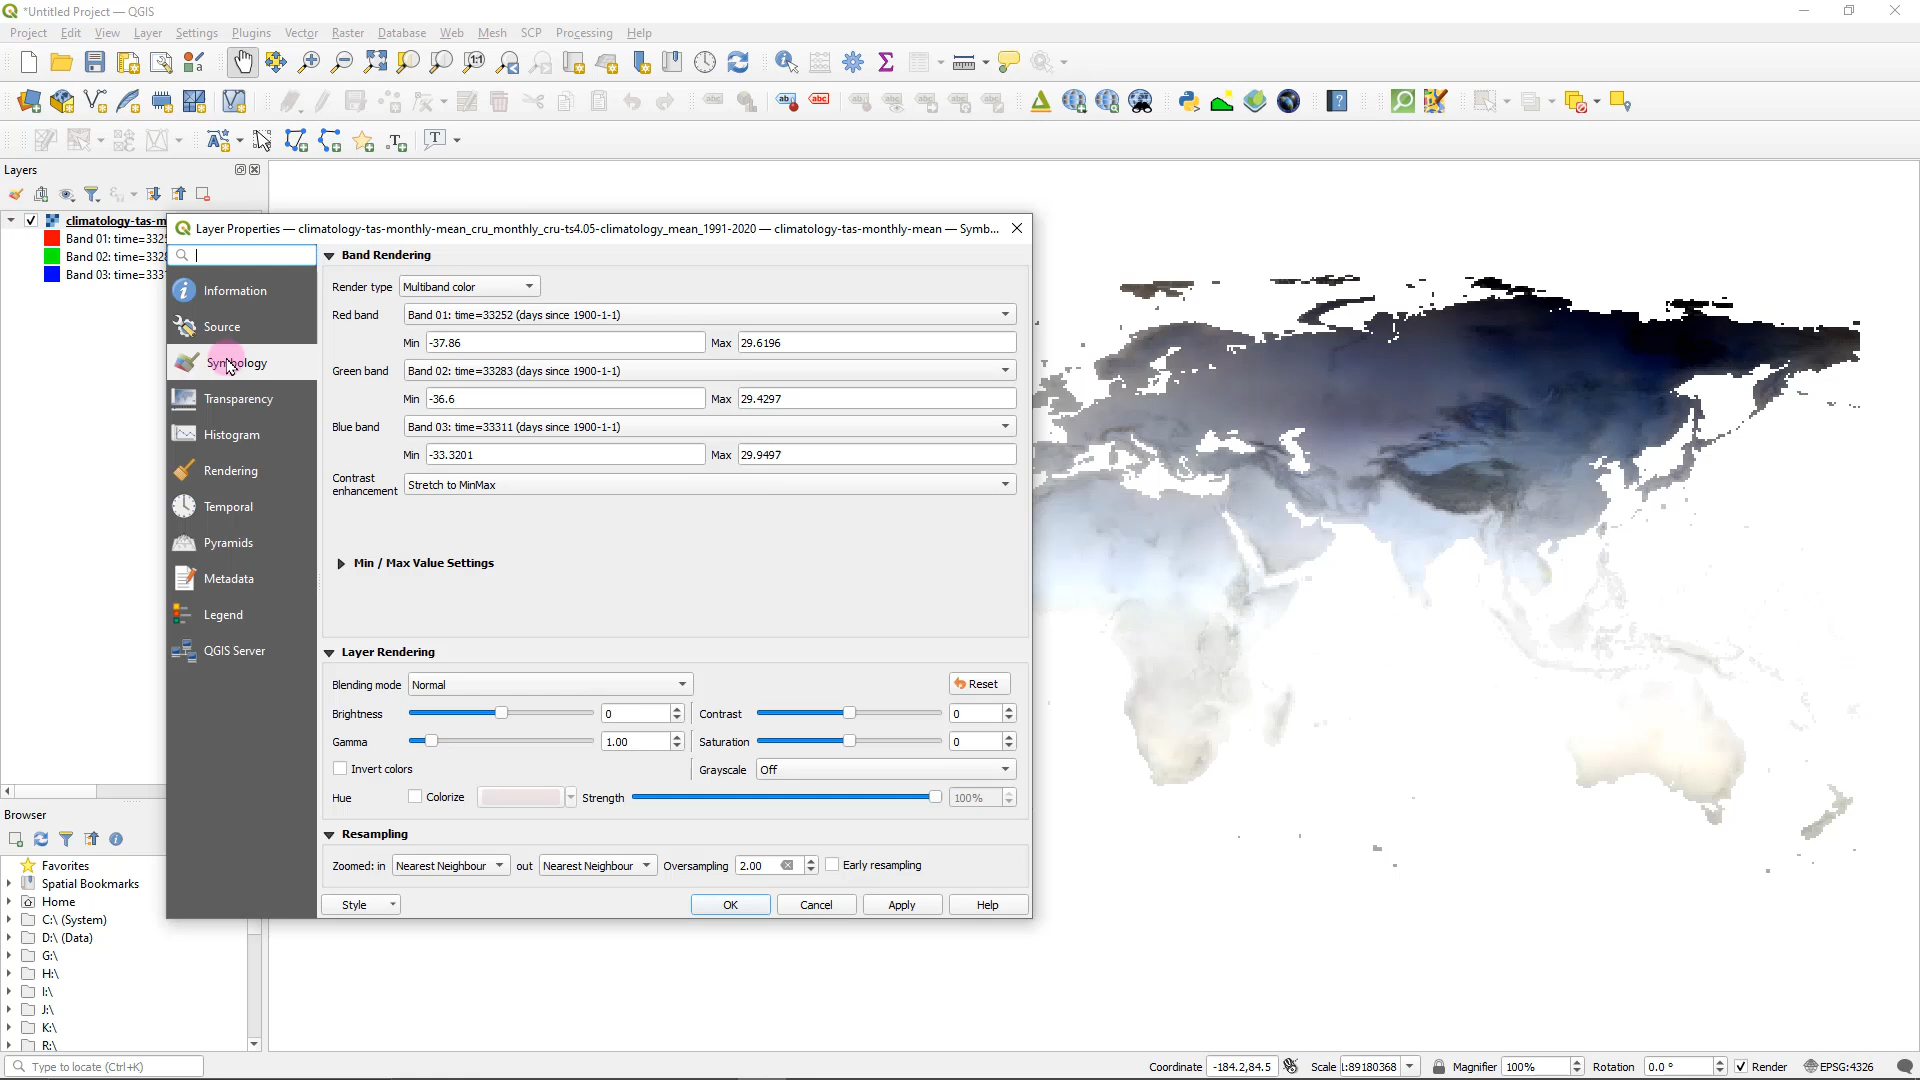 *Untitled Project — QGIS
Project Edit View Layer Settings Plugins Vector Raster Database Web Mesh SCP Processing Help
Layers
climatology-tas-m
Band 01: time=3325
Band 02: time=3328
Band 03: time=3331
Layer Properties — climatology-tas-monthly-mean_cru_monthly_cru-ts4.05-climatology_mean_1991-2020 — climatology-tas-monthly-mean — Symb...
Information
Source
Symbology
Transparency
Histogram
Rendering
Temporal
Pyramids
Metadata
Legend
QGIS Server
Band Rendering
Render type Multiband color
Red band Band 01: time=33252 (days since 1900-1-1)
Min -37.86 Max 29.6196
Green band Band 02: time=33283 (days since 1900-1-1)
Min -36.6 Max 29.4297
Blue band Band 03: time=33311 (days since 1900-1-1)
Min -33.3201 Max 29.9497
Contrast
enhancement Stretch to MinMax
Min / Max Value Settings
Layer Rendering
Blending mode Normal Reset
Brightness 0 Contrast 0
Gamma 1.00 Saturation 0
Invert colors Grayscale Off
Hue Colorize Strength 100%
Resampling
Zoomed: in Nearest Neighbour out Nearest Neighbour Oversampling 2.00 Early resampling
Style OK Cancel Apply Help
Browser
Favorites
Spatial Bookmarks
Home
C:\ (System)
D:\ (Data)
G:\
H:\
I:\
J:\
K:\
R:\
Type to locate (Ctrl+K) Coordinate -184.2,84.5 Scale 1:89180368 Magnifier 100% Rotation 0.0 ° Render EPSG:4326